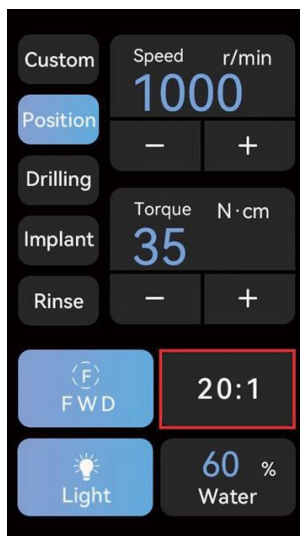 Custom
Position
Drilling
Implant
Rinse
Speed r/min
1000
− +
Torque N·cm
35
− +
F
FWD
20:1
Light
60 %
Water